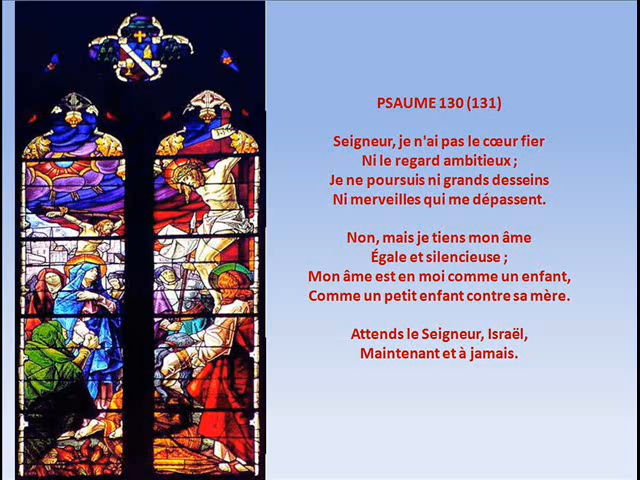 PSAUME 130 (131)
Seigneur, je n'ai pas le cœur fier
Ni le regard ambitieux ;
Je ne poursuis ni grands desseins
Ni merveilles qui me dépassent.
Non, mais je tiens mon âme
Égale et silencieuse ;
Mon âme est en moi comme un enfant,
Comme un petit enfant contre sa mère.
Attends le Seigneur, Israël,
Maintenant et à jamais.